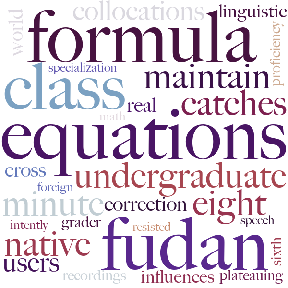 world
collocations
linguistic
formula
proficiency
specialization
maintain
class
real
catches
math
equations
cross
foreign
undergraduate
minute
correction
eight
intently
grader
resisted
speech
sixth
native
fudan
users
recordings
influences
plateauing